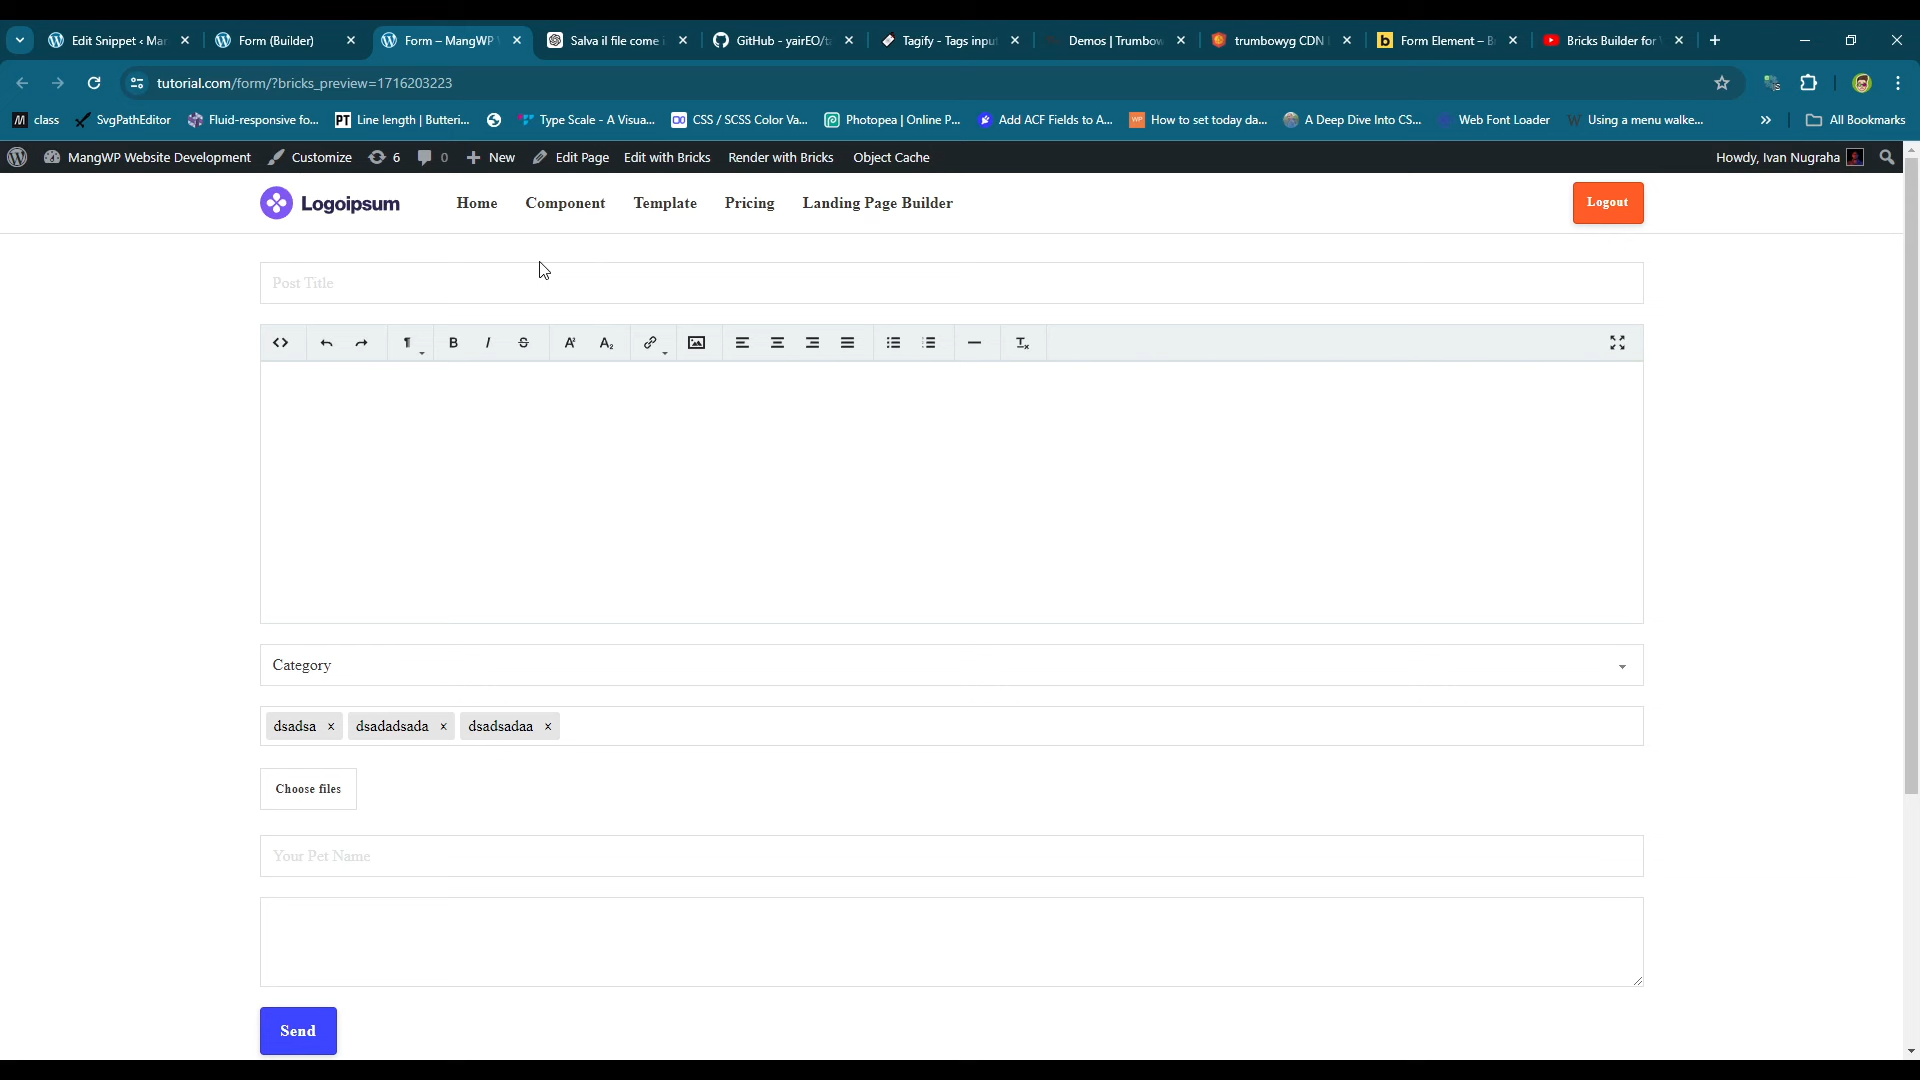 Edit Snippet ‹ Ma
Form (Builder)
Form – MangWP
Salva il file come
GitHub - yairEO/t
Tagify - Tags inpu
Demos | Trumbow
trumbowyg CDN
Form Element – B
Bricks Builder for
tutorial.com/form/?bricks_preview=1716203223
class
SvgPathEditor
Fluid-responsive fo...
Line length | Butteri...
Type Scale - A Visua...
CSS / SCSS Color Va...
Photopea | Online P...
Add ACF Fields to A...
How to set today da...
A Deep Dive Into CS...
Web Font Loader
Using a menu walke...
All Bookmarks
MangWP Website Development
Customize
6
0
New
Edit Page
Edit with Bricks
Render with Bricks
Object Cache
Howdy, Ivan Nugraha
Logoipsum
Home
Component
Template
Pricing
Landing Page Builder
Logout
Post Title
Category
dsadsa × dsadadsada × dsadsadaa ×
Choose files
Your Pet Name
Send